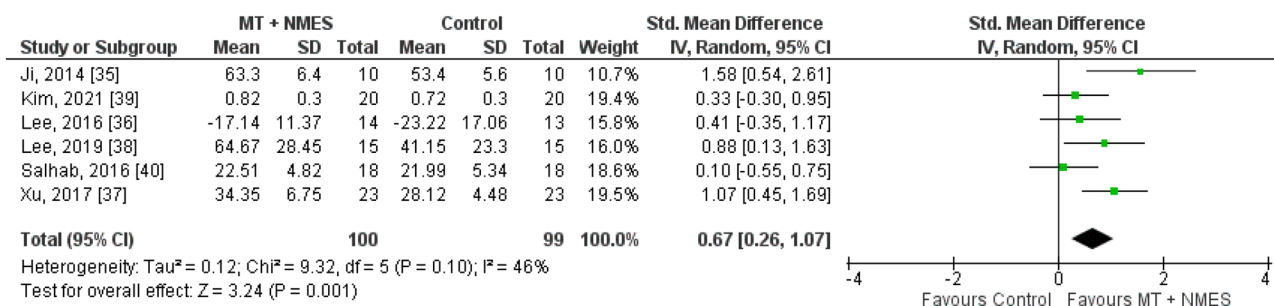 MT + NMES Control Std. Mean Difference Std. Mean Difference
Study or Subgroup Mean SD Total Mean SD Total Weight IV, Random, 95% CI IV, Random, 95% CI
Ji, 2014 [35] 63.3 6.4 10 53.4 5.6 10 10.7% 1.58 [0.54, 2.61]
Kim, 2021 [39] 0.82 0.3 20 0.72 0.3 20 19.4% 0.33 [-0.30, 0.95]
Lee, 2016 [36] -17.14 11.37 14 -23.22 17.06 13 15.8% 0.41 [-0.35, 1.17]
Lee, 2019 [38] 64.67 28.45 15 41.15 23.3 15 16.0% 0.88 [0.13, 1.63]
Salhab, 2016 [40] 22.51 4.82 18 21.99 5.34 18 18.6% 0.10 [-0.55, 0.75]
Xu, 2017 [37] 34.35 6.75 23 28.12 4.48 23 19.5% 1.07 [0.45, 1.69]
Total (95% CI) 100 99 100.0% 0.67 [0.26, 1.07]
Heterogeneity: Tau² = 0.12; Chi² = 9.32, df = 5 (P = 0.10); I² = 46%
Test for overall effect: Z = 3.24 (P = 0.001)
-4 -2 0 2 4
Favours Control Favours MT + NMES